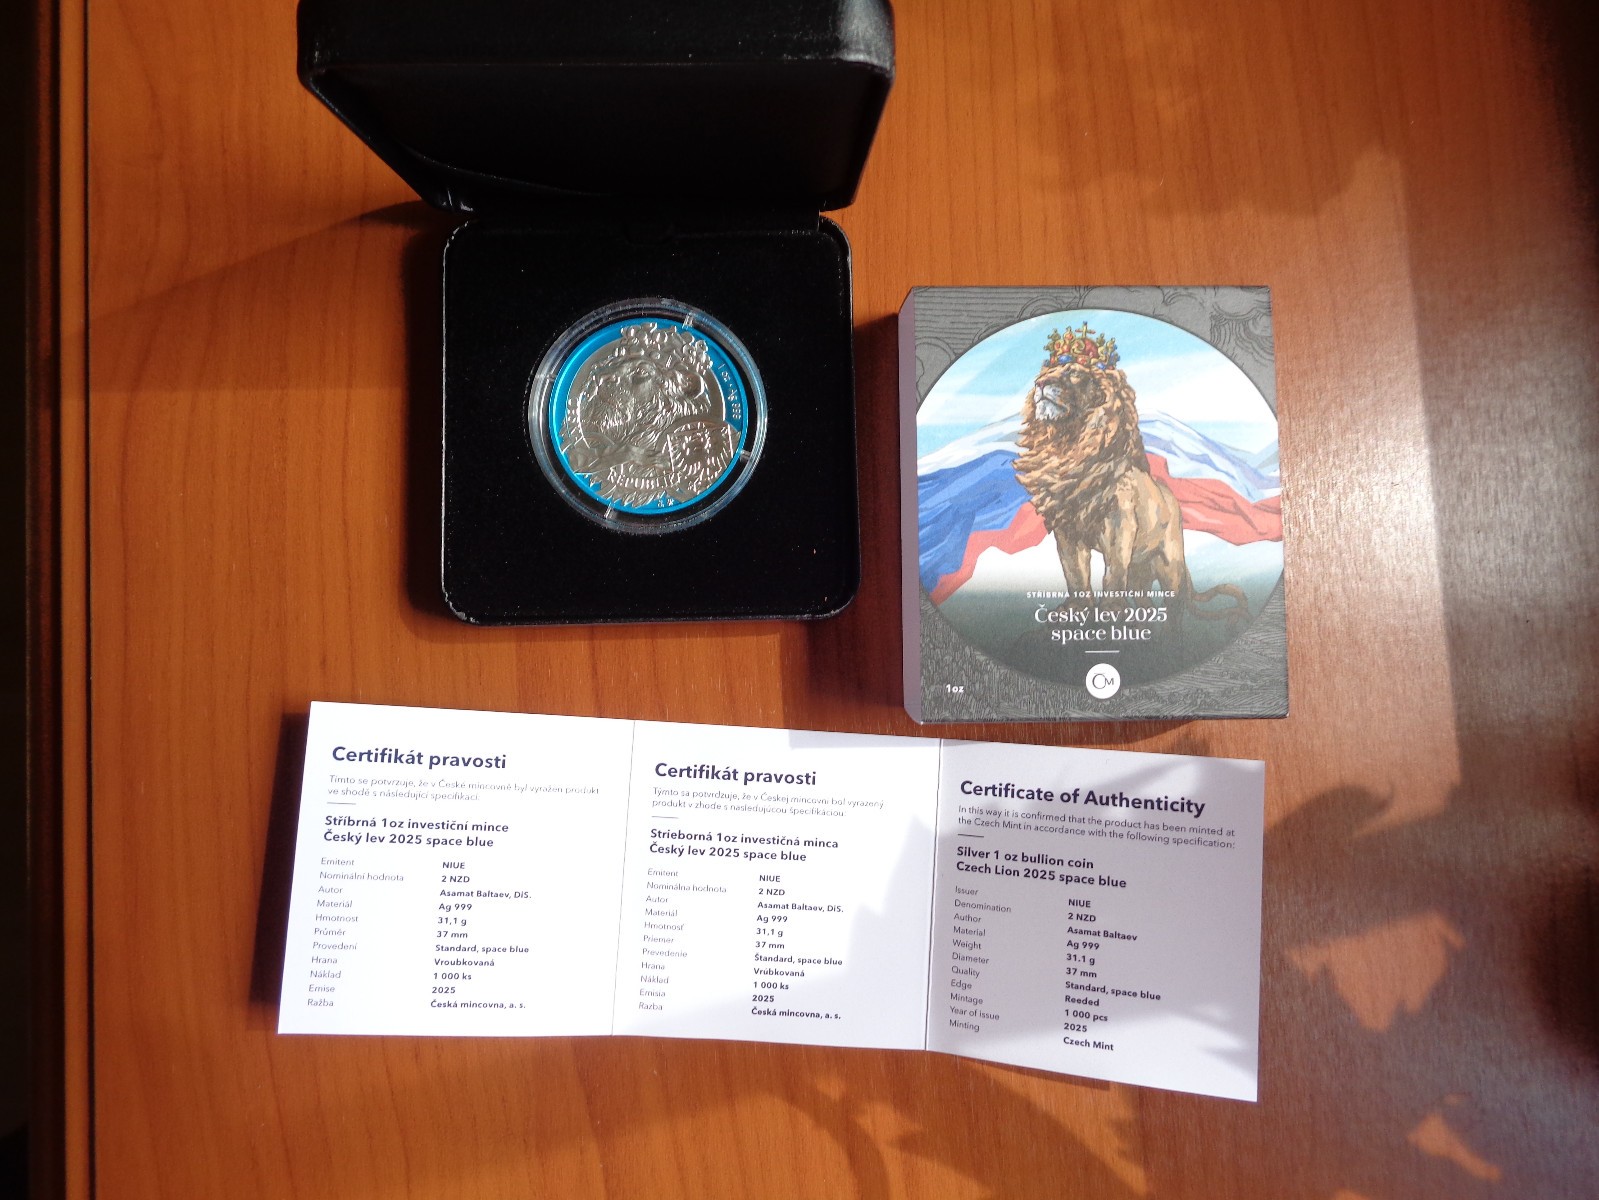 1 oz • Ag 999
REPUBLIK
STŘÍBRNÁ 1OZ INVESTIČNÍ MINCE
Český lev 2025
space blue
CM
1oz
Certifikát pravosti
Tímto se potvrzuje, že v České mincovně byl vyražen produkt
ve shodě s následující specifikací:
Stříbrná 1oz investiční mince
Český lev 2025 space blue
Emitent NIUE
Nominální hodnota 2 NZD
Autor Asamat Baltaev, DiS.
Materiál Ag 999
Hmotnost 31,1 g
Průměr 37 mm
Provedení Standard, space blue
Hrana Vroubkovaná
Náklad 1 000 ks
Emise 2025
Ražba Česká mincovna, a. s.
Certifikát pravosti
Týmto sa potvrdzuje, že v Českej mincovni bol vyrazený
produkt v zhode s nasledujúcou špecifikáciou:
Strieborná 1oz investičná minca
Český lev 2025 space blue
Emitent NIUE
Nominálna hodnota 2 NZD
Autor Asamat Baltaev, DiS.
Materiál Ag 999
Hmotnosť 31,1 g
Priemer 37 mm
Prevedenie Štandard, space blue
Hrana Vrúbkovaná
Náklad 1 000 ks
Emisia 2025
Razba Česká mincovna, a. s.
Certificate of Authenticity
In this way it is confirmed that the product has been minted at
the Czech Mint in accordance with the following specification:
Silver 1 oz bullion coin
Czech Lion 2025 space blue
Issuer NIUE
Denomination 2 NZD
Author Asamat Baltaev
Material Ag 999
Weight 31.1 g
Diameter 37 mm
Quality Standard, space blue
Edge Reeded
Mintage 1 000 pcs
Year of Issue 2025
Minting Czech Mint